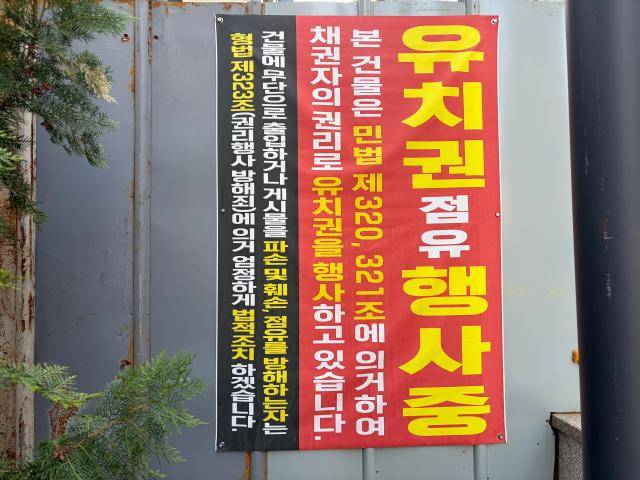 유치권 점유 행사중
본 건물은 민법 제320, 321조에 의거하여
채권자의 권리로 유치권을 행사하고 있습니다.
건물에 무단으로 출입하거나 게시물을 파손 및 훼손, 점유를 방해하는자는
형법 제323조(권리행사 방해죄)에 의거 엄정하게 법적조치 하겠습니다